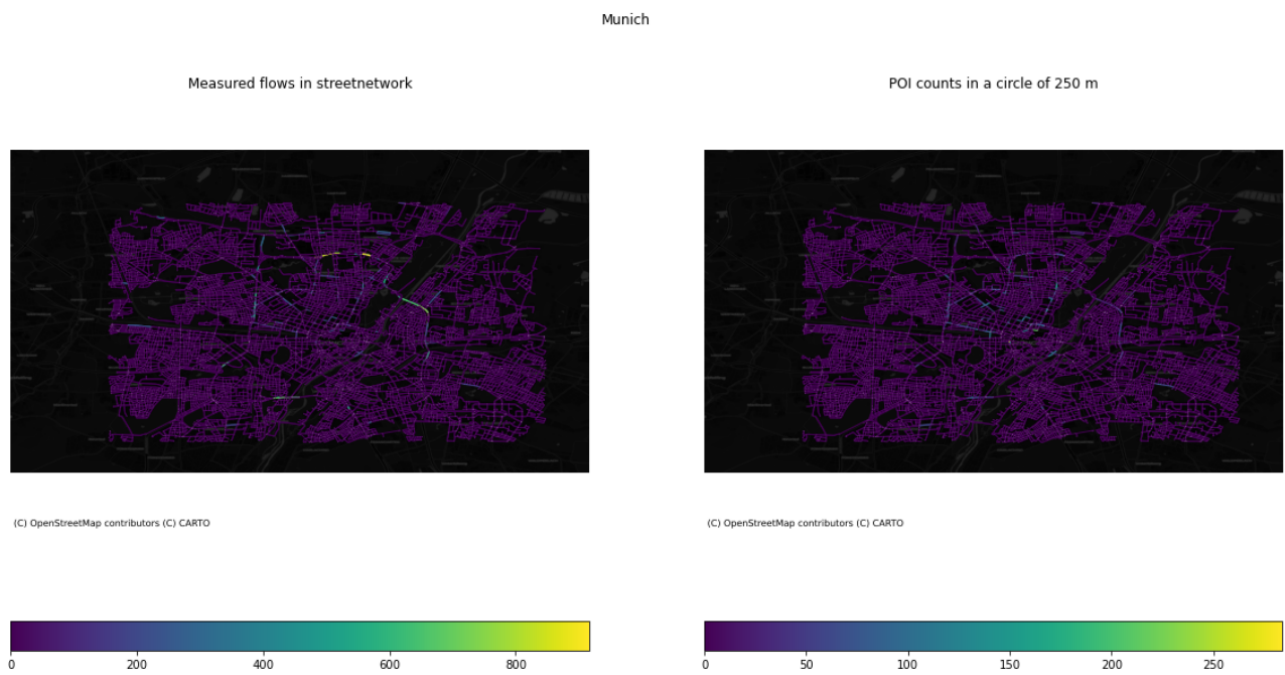 Munich
Measured flows in streetnetwork
POI counts in a circle of 250 m
(C) OpenStreetMap contributors (C) CARTO
(C) OpenStreetMap contributors (C) CARTO
0 200 400 600 800
0 50 100 150 200 250